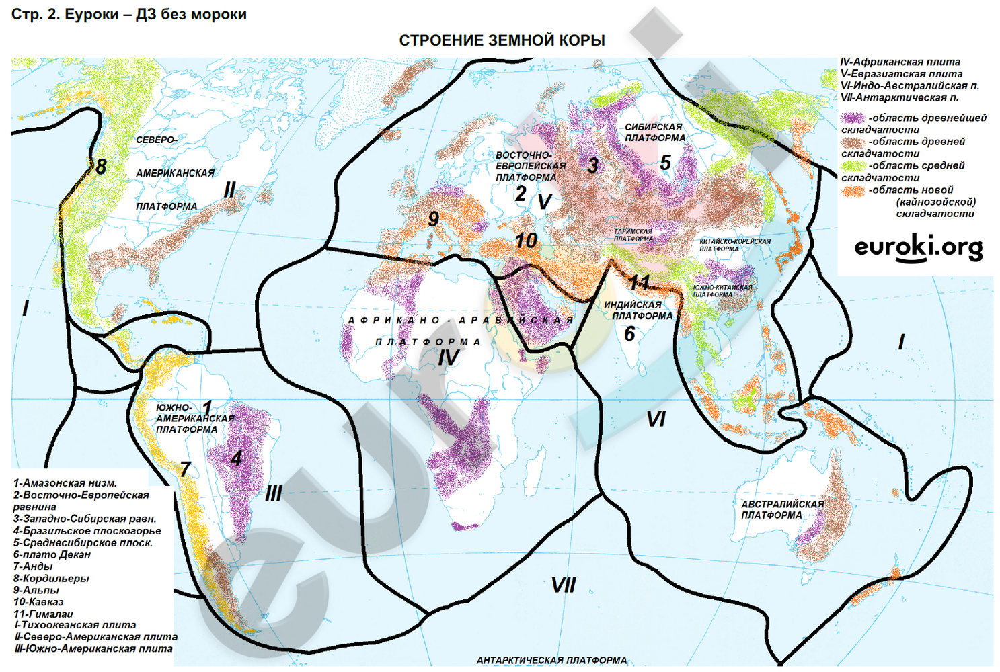 Стр. 2. Еуроки – ДЗ без мороки
СТРОЕНИЕ ЗЕМНОЙ КОРЫ
IV-Африканская плита
V-Евразиатская плита
VI-Индо-Австралийская п.
VII-Антарктическая п.
-область древнейшей
складчатости
-область древней
складчатости
-область средней
складчатости
-область новой
(кайнозойской)
складчатости
euroki.org
СЕВЕРО-
АМЕРИКАНСКАЯ
ПЛАТФОРМА
8
II
I
ВОСТОЧНО-
ЕВРОПЕЙСКАЯ
ПЛАТФОРМА
2
V
3
СИБИРСКАЯ
ПЛАТФОРМА
5
9
10
ТАРИМСКАЯ
ПЛАТФОРМА
КИТАЙСКО-КОРЕЙСКАЯ
ПЛАТФОРМА
11
ЮЖНО-КИТАЙСКАЯ
ПЛАТФОРМА
ИНДИЙСКАЯ
ПЛАТФОРМА
6
АФРИКАНО-АРАВИЙСКАЯ
ПЛАТФОРМА
IV
I
1
ЮЖНО-
АМЕРИКАНСКАЯ
ПЛАТФОРМА
4
7
III
VI
АВСТРАЛИЙСКАЯ
ПЛАТФОРМА
VII
АНТАРКТИЧЕСКАЯ ПЛАТФОРМА
1-Амазонская низм.
2-Восточно-Европейская
равнина
3-Западно-Сибирская равн.
4-Бразильское плоскогорье
5-Среднесибирское плоск.
6-плато Декан
7-Анды
8-Кордильеры
9-Альпы
10-Кавказ
11-Гималаи
I-Тихоокеанская плита
II-Северо-Американская плита
III-Южно-Американская плита
euroki